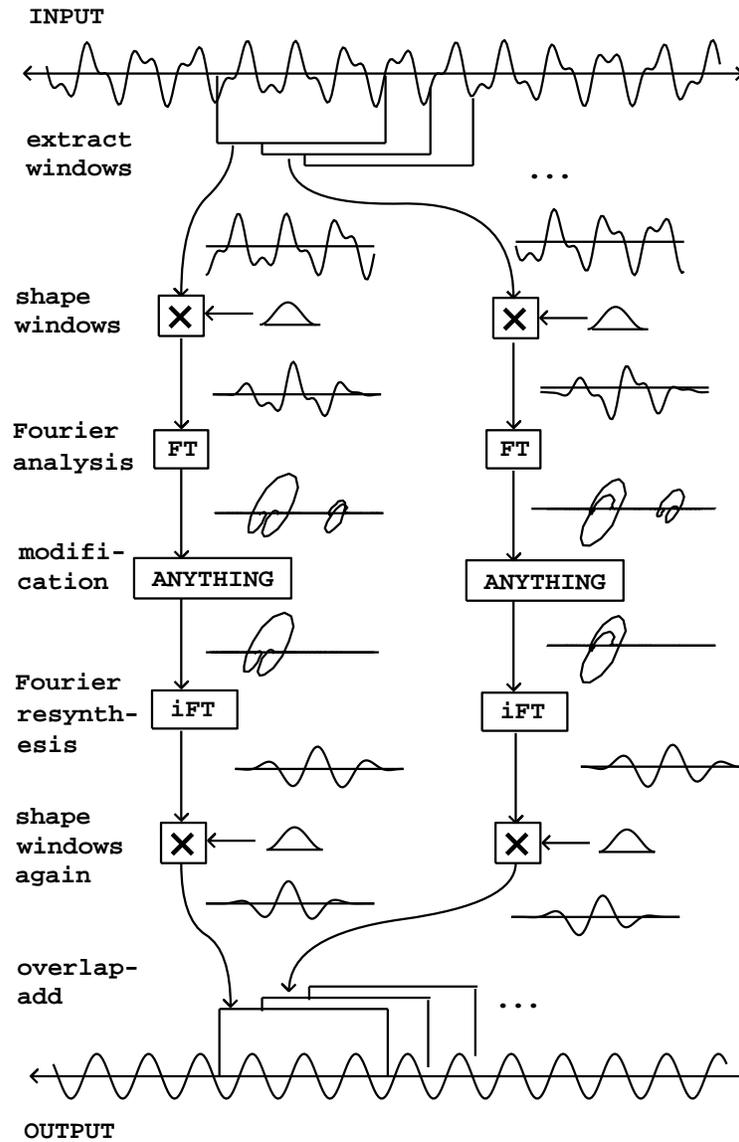 INPUT
extract
windows
...
shape
windows
Fourier
analysis
FT
FT
modifi-
cation
ANYTHING
ANYTHING
Fourier
resynth-
esis
iFT
iFT
shape
windows
again
overlap-
add
...
OUTPUT